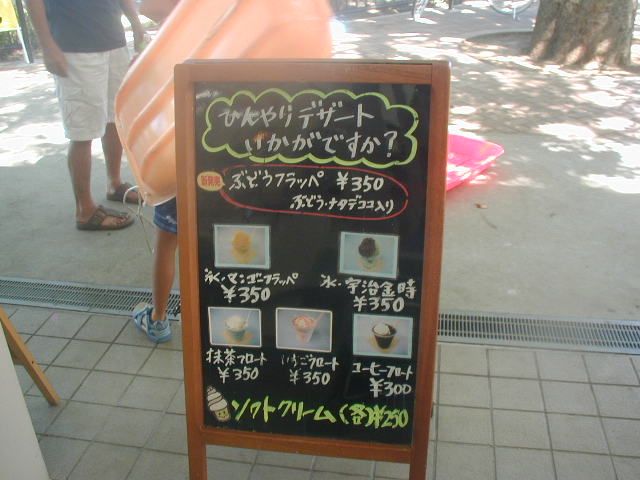 ひんやりデザート
いかがですか?
新発売 ぶどうフラッペ ¥350
ぶどう・ナタデココ入り
氷・マンゴーフラッペ
¥350
氷・宇治金時
¥350
抹茶フロート
¥350
いちごフロート
¥350
コーヒーフロート
¥300
ソフトクリーム(各)¥250